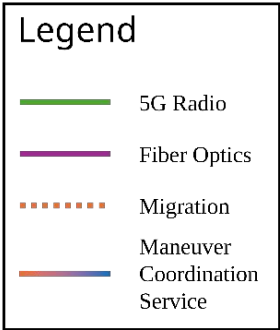 Legend
5G Radio
Fiber Optics
Migration
Maneuver
Coordination
Service